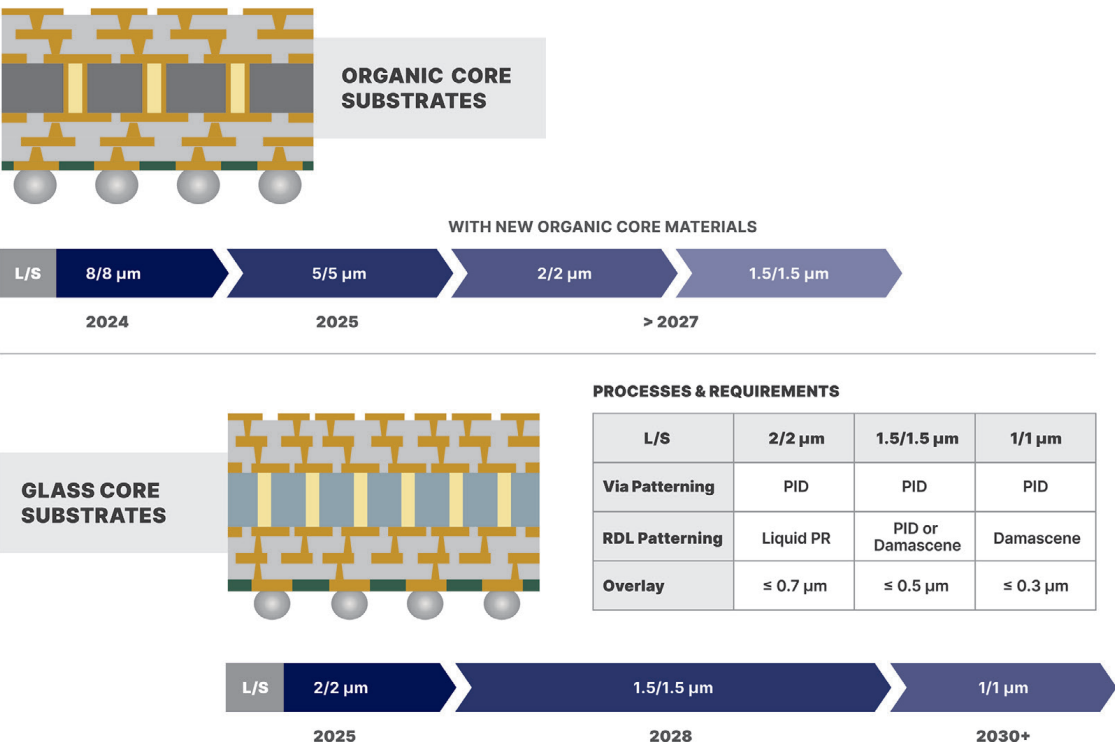 ORGANIC CORE
SUBSTRATES
WITH NEW ORGANIC CORE MATERIALS
L/S 8/8 µm 5/5 µm 2/2 µm 1.5/1.5 µm
2024 2025 > 2027
PROCESSES & REQUIREMENTS
L/S 2/2 µm 1.5/1.5 µm 1/1 µm
Via Patterning PID PID PID
RDL Patterning Liquid PR PID or Damascene Damascene
Overlay ≤ 0.7 µm ≤ 0.5 µm ≤ 0.3 µm
GLASS CORE
SUBSTRATES
L/S 2/2 µm 1.5/1.5 µm 1/1 µm
2025 2028 2030+